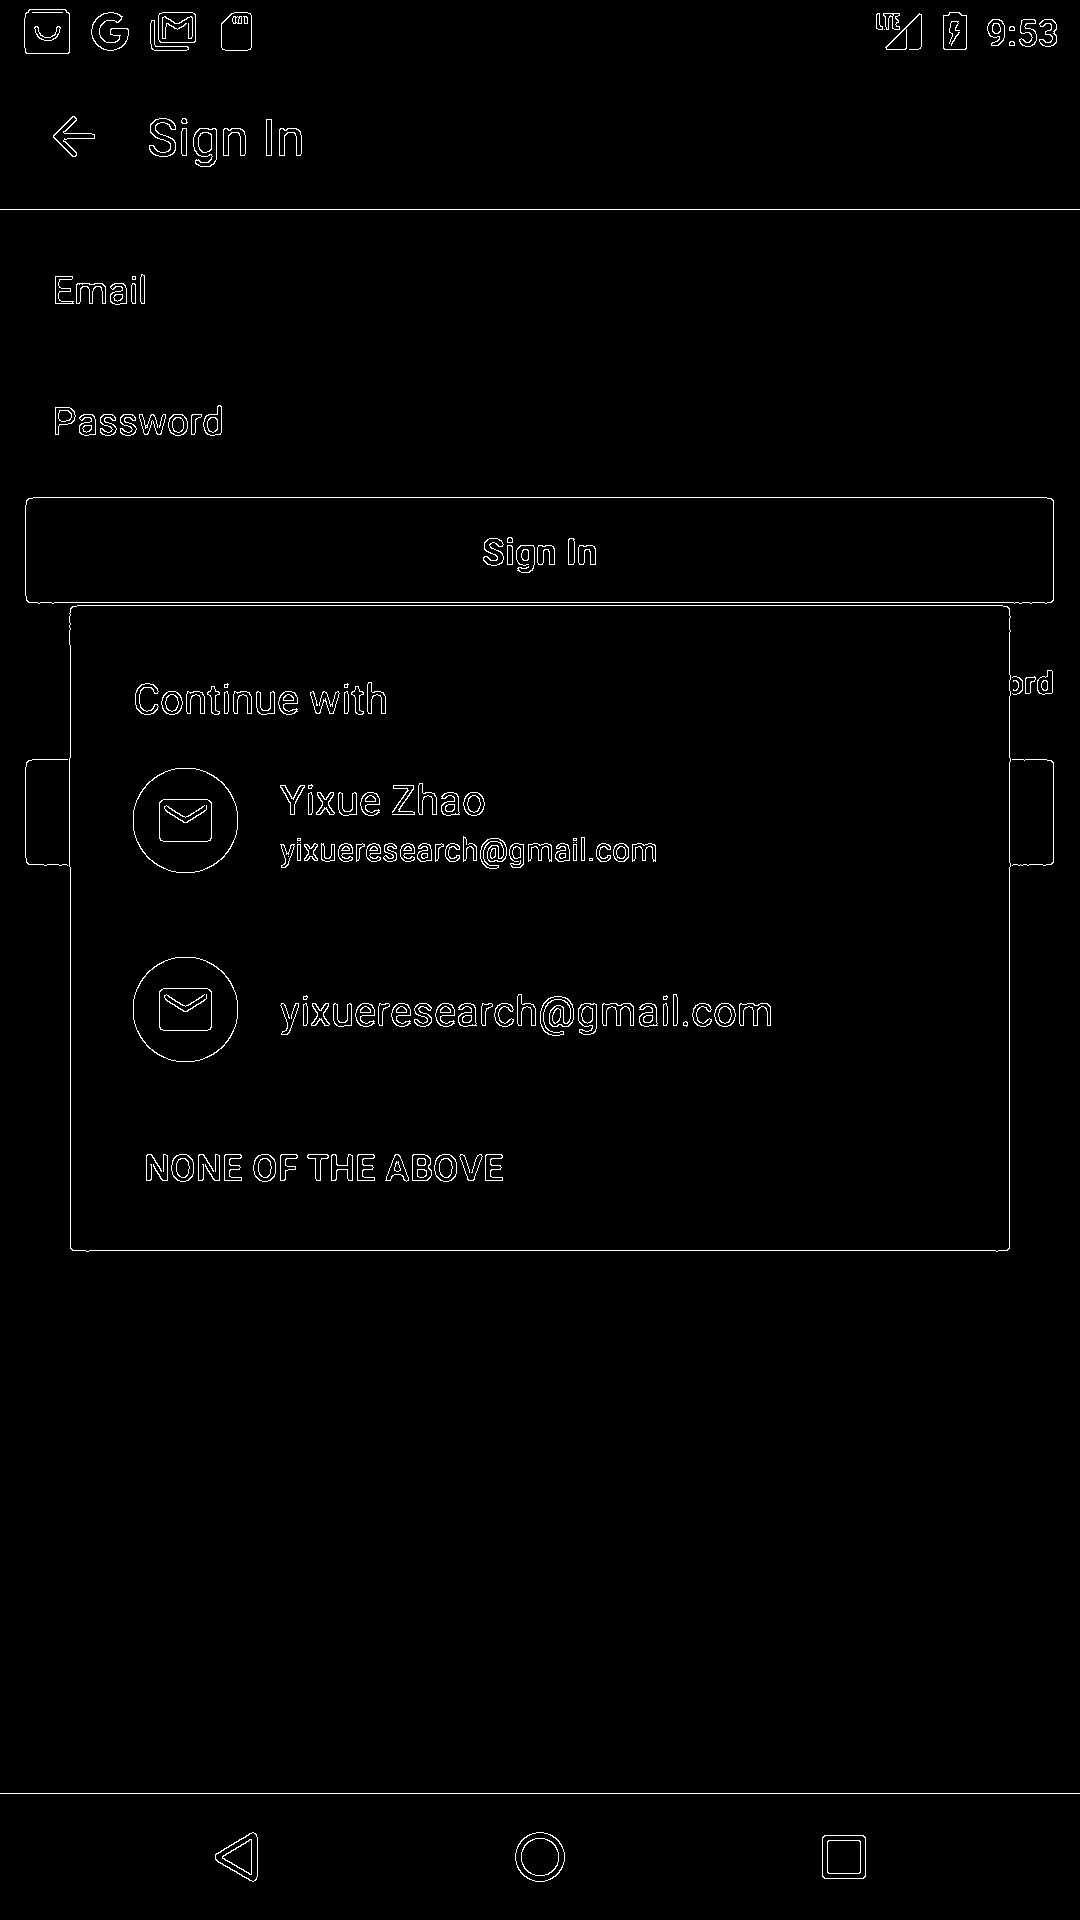 LTE 9:53
Sign In
Email
Password
Sign In
ord
Continue with
Yixue Zhao
yixueresearch@gmail.com
yixueresearch@gmail.com
NONE OF THE ABOVE